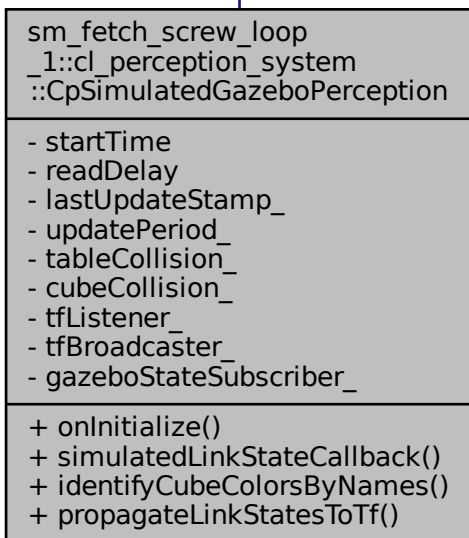 sm_fetch_screw_loop
_1::cl_perception_system
::CpSimulatedGazeboPerception
- startTime
- readDelay
- lastUpdateStamp_
- updatePeriod_
- tableCollision_
- cubeCollision_
- tfListener_
- tfBroadcaster_
- gazeboStateSubscriber_
+ onInitialize()
+ simulatedLinkStateCallback()
+ identifyCubeColorsByNames()
+ propagateLinkStatesToTf()